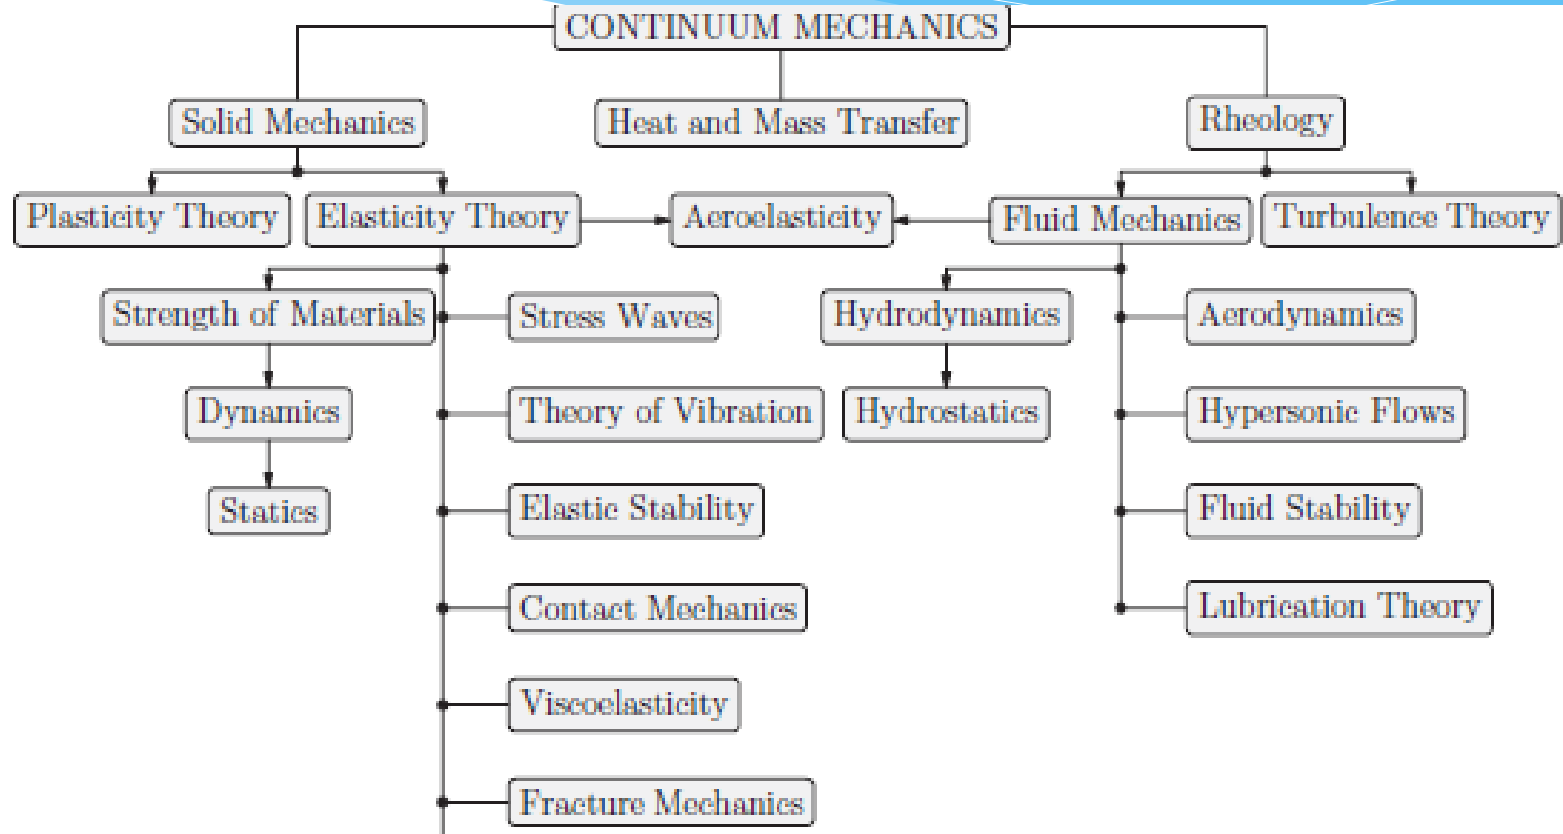 CONTINUUM MECHANICS
Solid Mechanics
Heat and Mass Transfer
Rheology
Plasticity Theory
Elasticity Theory
Aeroelasticity
Fluid Mechanics
Turbulence Theory
Strength of Materials
Stress Waves
Hydrodynamics
Aerodynamics
Dynamics
Theory of Vibration
Hydrostatics
Hypersonic Flows
Statics
Elastic Stability
Fluid Stability
Contact Mechanics
Lubrication Theory
Viscoelasticity
Fracture Mechanics